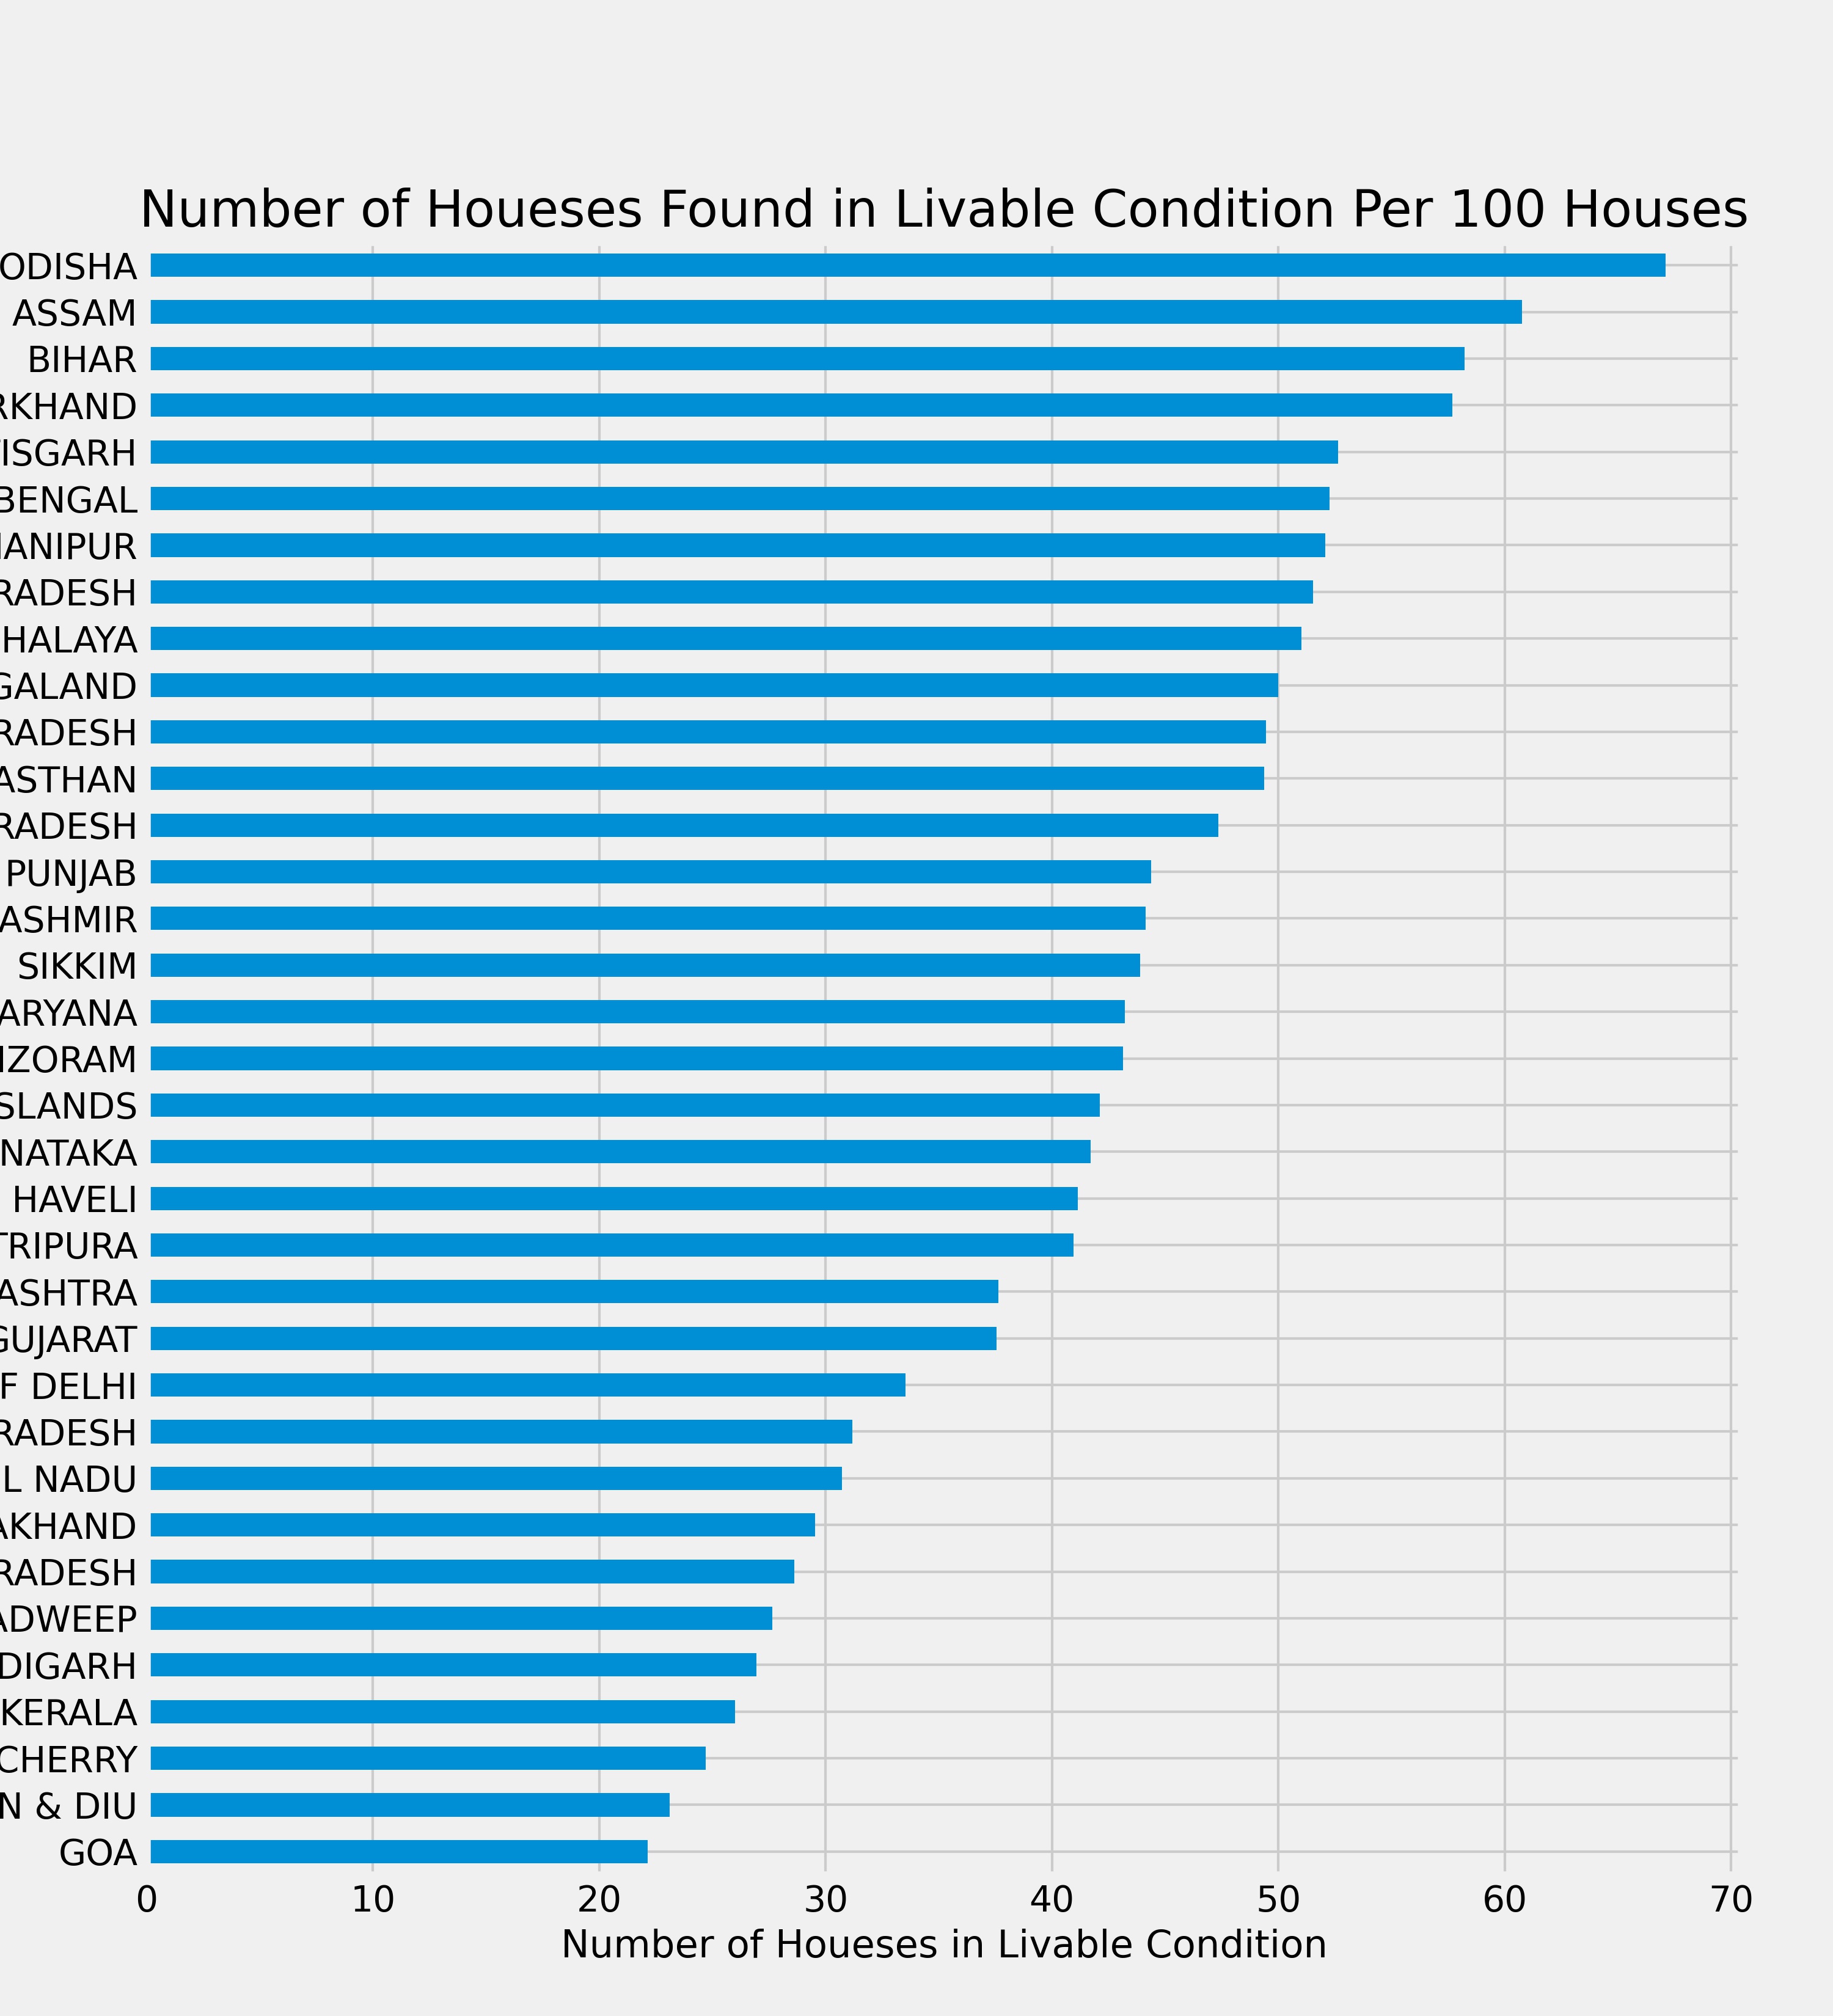 Number of Houeses Found in Livable Condition Per 100 Houses
ODISHA
ASSAM
BIHAR
RKHAND
ISGARH
BENGAL
ANIPUR
RADESH
HALAYA
GALAND
RADESH
ASTHAN
RADESH
PUNJAB
ASHMIR
SIKKIM
ARYANA
IZORAM
SLANDS
NATAKA
HAVELI
TRIPURA
ASHTRA
GUJARAT
F DELHI
RADESH
L NADU
AKHAND
RADESH
ADWEEP
DIGARH
KERALA
CHERRY
N & DIU
GOA
0 10 20 30 40 50 60 70
Number of Houeses in Livable Condition